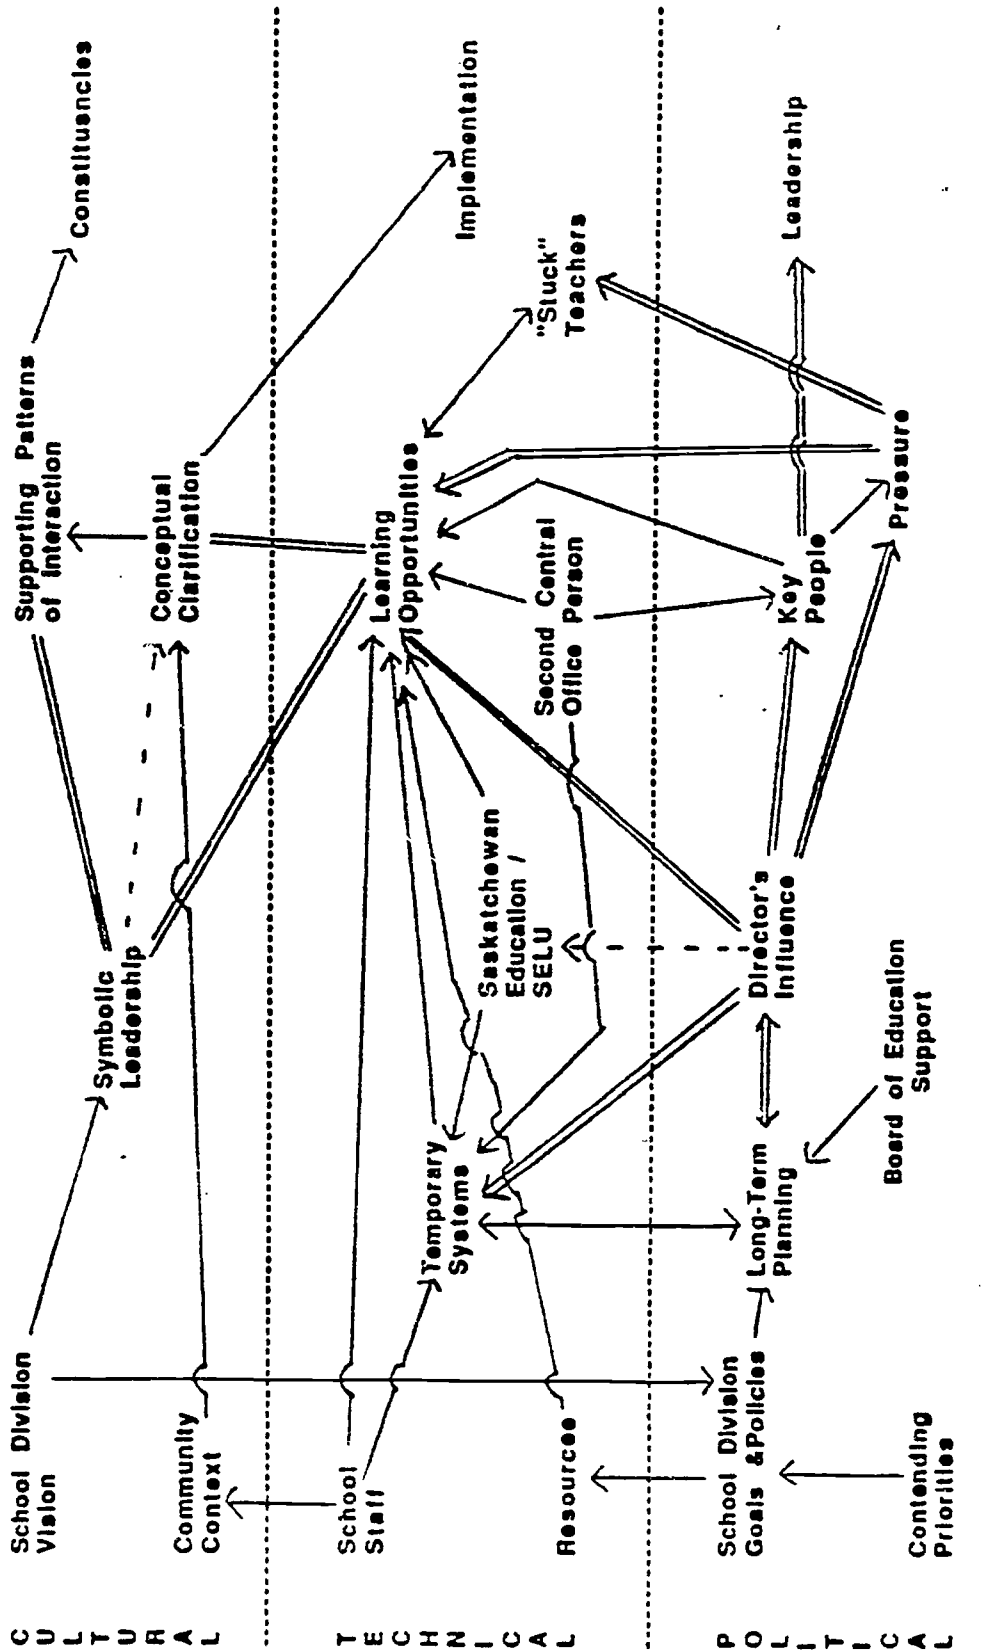 CULTURAL
School Division
Vision
Community
Context
Symbolic
Leadership
Supporting Patterns
of Interaction
Conceptual
Clarification
Constituencies
TECHNICAL
School
Staff
Resources
Temporary
Systems
Saskatchewan
Education /
SELU
Learning
Opportunities
Second Central
Office Person
"Stuck"
Teachers
Implementation
POLITICAL
School Division
Goals & Policies
Contending
Priorities
Long-Term
Planning
Board of Education
Support
Director's
Influence
Key
People
Pressure
Leadership